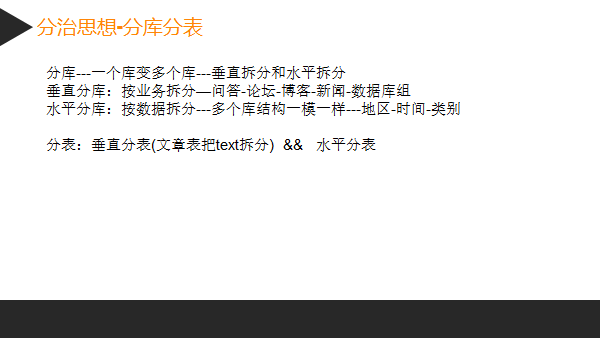 分治思想-分库分表
分库---一个库变多个库---垂直拆分和水平拆分
垂直分库：按业务拆分—问答-论坛-博客-新闻-数据库组
水平分库：按数据拆分---多个库结构一模一样---地区-时间-类别
分表：垂直分表(文章表把text拆分) && 水平分表